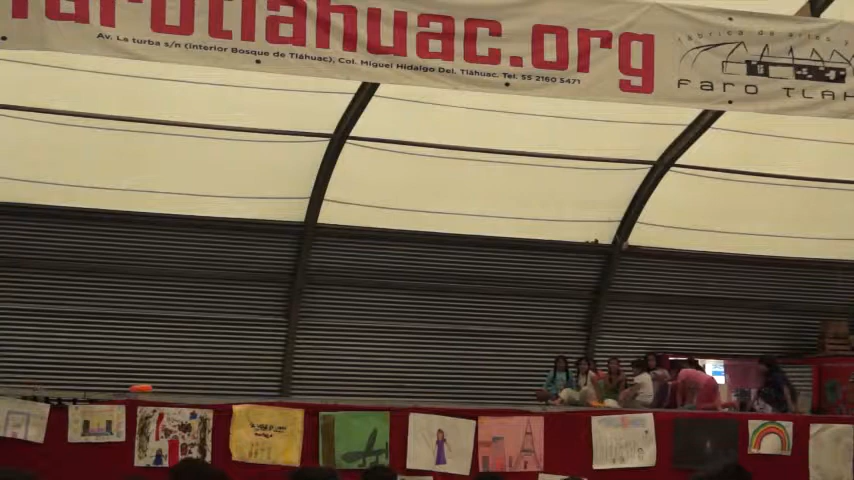 farotlahuac.org
Av. La turba s/n (Interior Bosque de Tláhuac), Col. Miguel Hidalgo, Del. Tláhuac, Tel. 55 2160 5471
fábrica de artes y
FARO TLAH